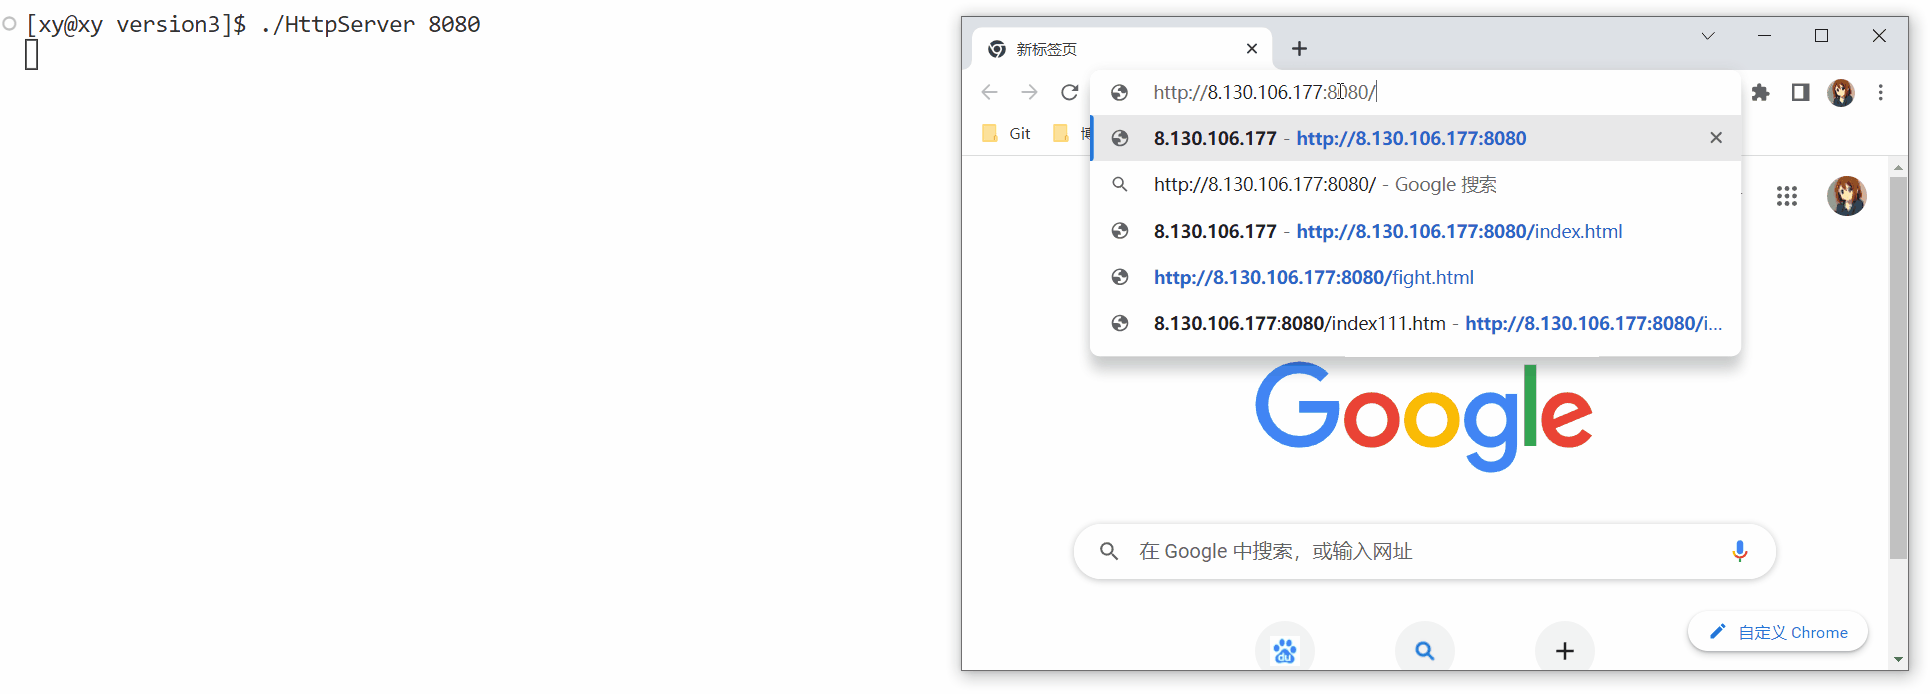 [xy@xy version3]$ ./HttpServer 8080
新标签页
http://8.130.106.177:8080/
Git
8.130.106.177 - http://8.130.106.177:8080
http://8.130.106.177:8080/ - Google 搜索
8.130.106.177 - http://8.130.106.177:8080/index.html
http://8.130.106.177:8080/fight.html
8.130.106.177:8080/index111.htm - http://8.130.106.177:8080/i...
Google
在 Google 中搜索，或输入网址
du
自定义 Chrome